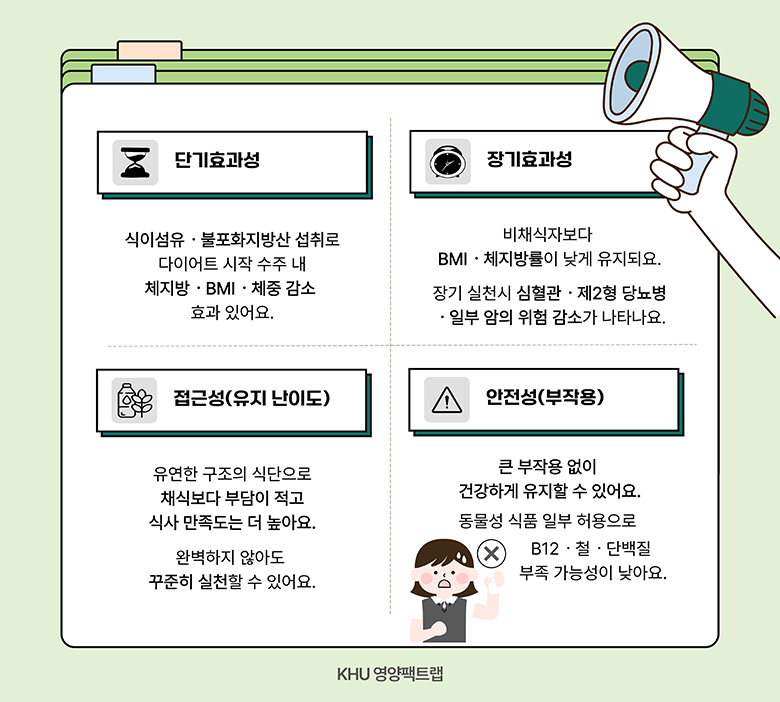 단기효과성
식이섬유 · 불포화지방산 섭취로
다이어트 시작 수주 내
체지방 · BMI · 체중 감소
효과 있어요.
장기효과성
비채식자보다
BMI · 체지방률이 낮게 유지되요.
장기 실천시 심혈관 · 제2형 당뇨병
· 일부 암의 위험 감소가 나타나요.
접근성(유지 난이도)
유연한 구조의 식단으로
채식보다 부담이 적고
식사 만족도는 더 높아요.
완벽하지 않아도
꾸준히 실천할 수 있어요.
안전성(부작용)
큰 부작용 없이
건강하게 유지할 수 있어요.
동물성 식품 일부 허용으로
B12 · 철 · 단백질
부족 가능성이 낮아요.
KHU 영양팩트랩